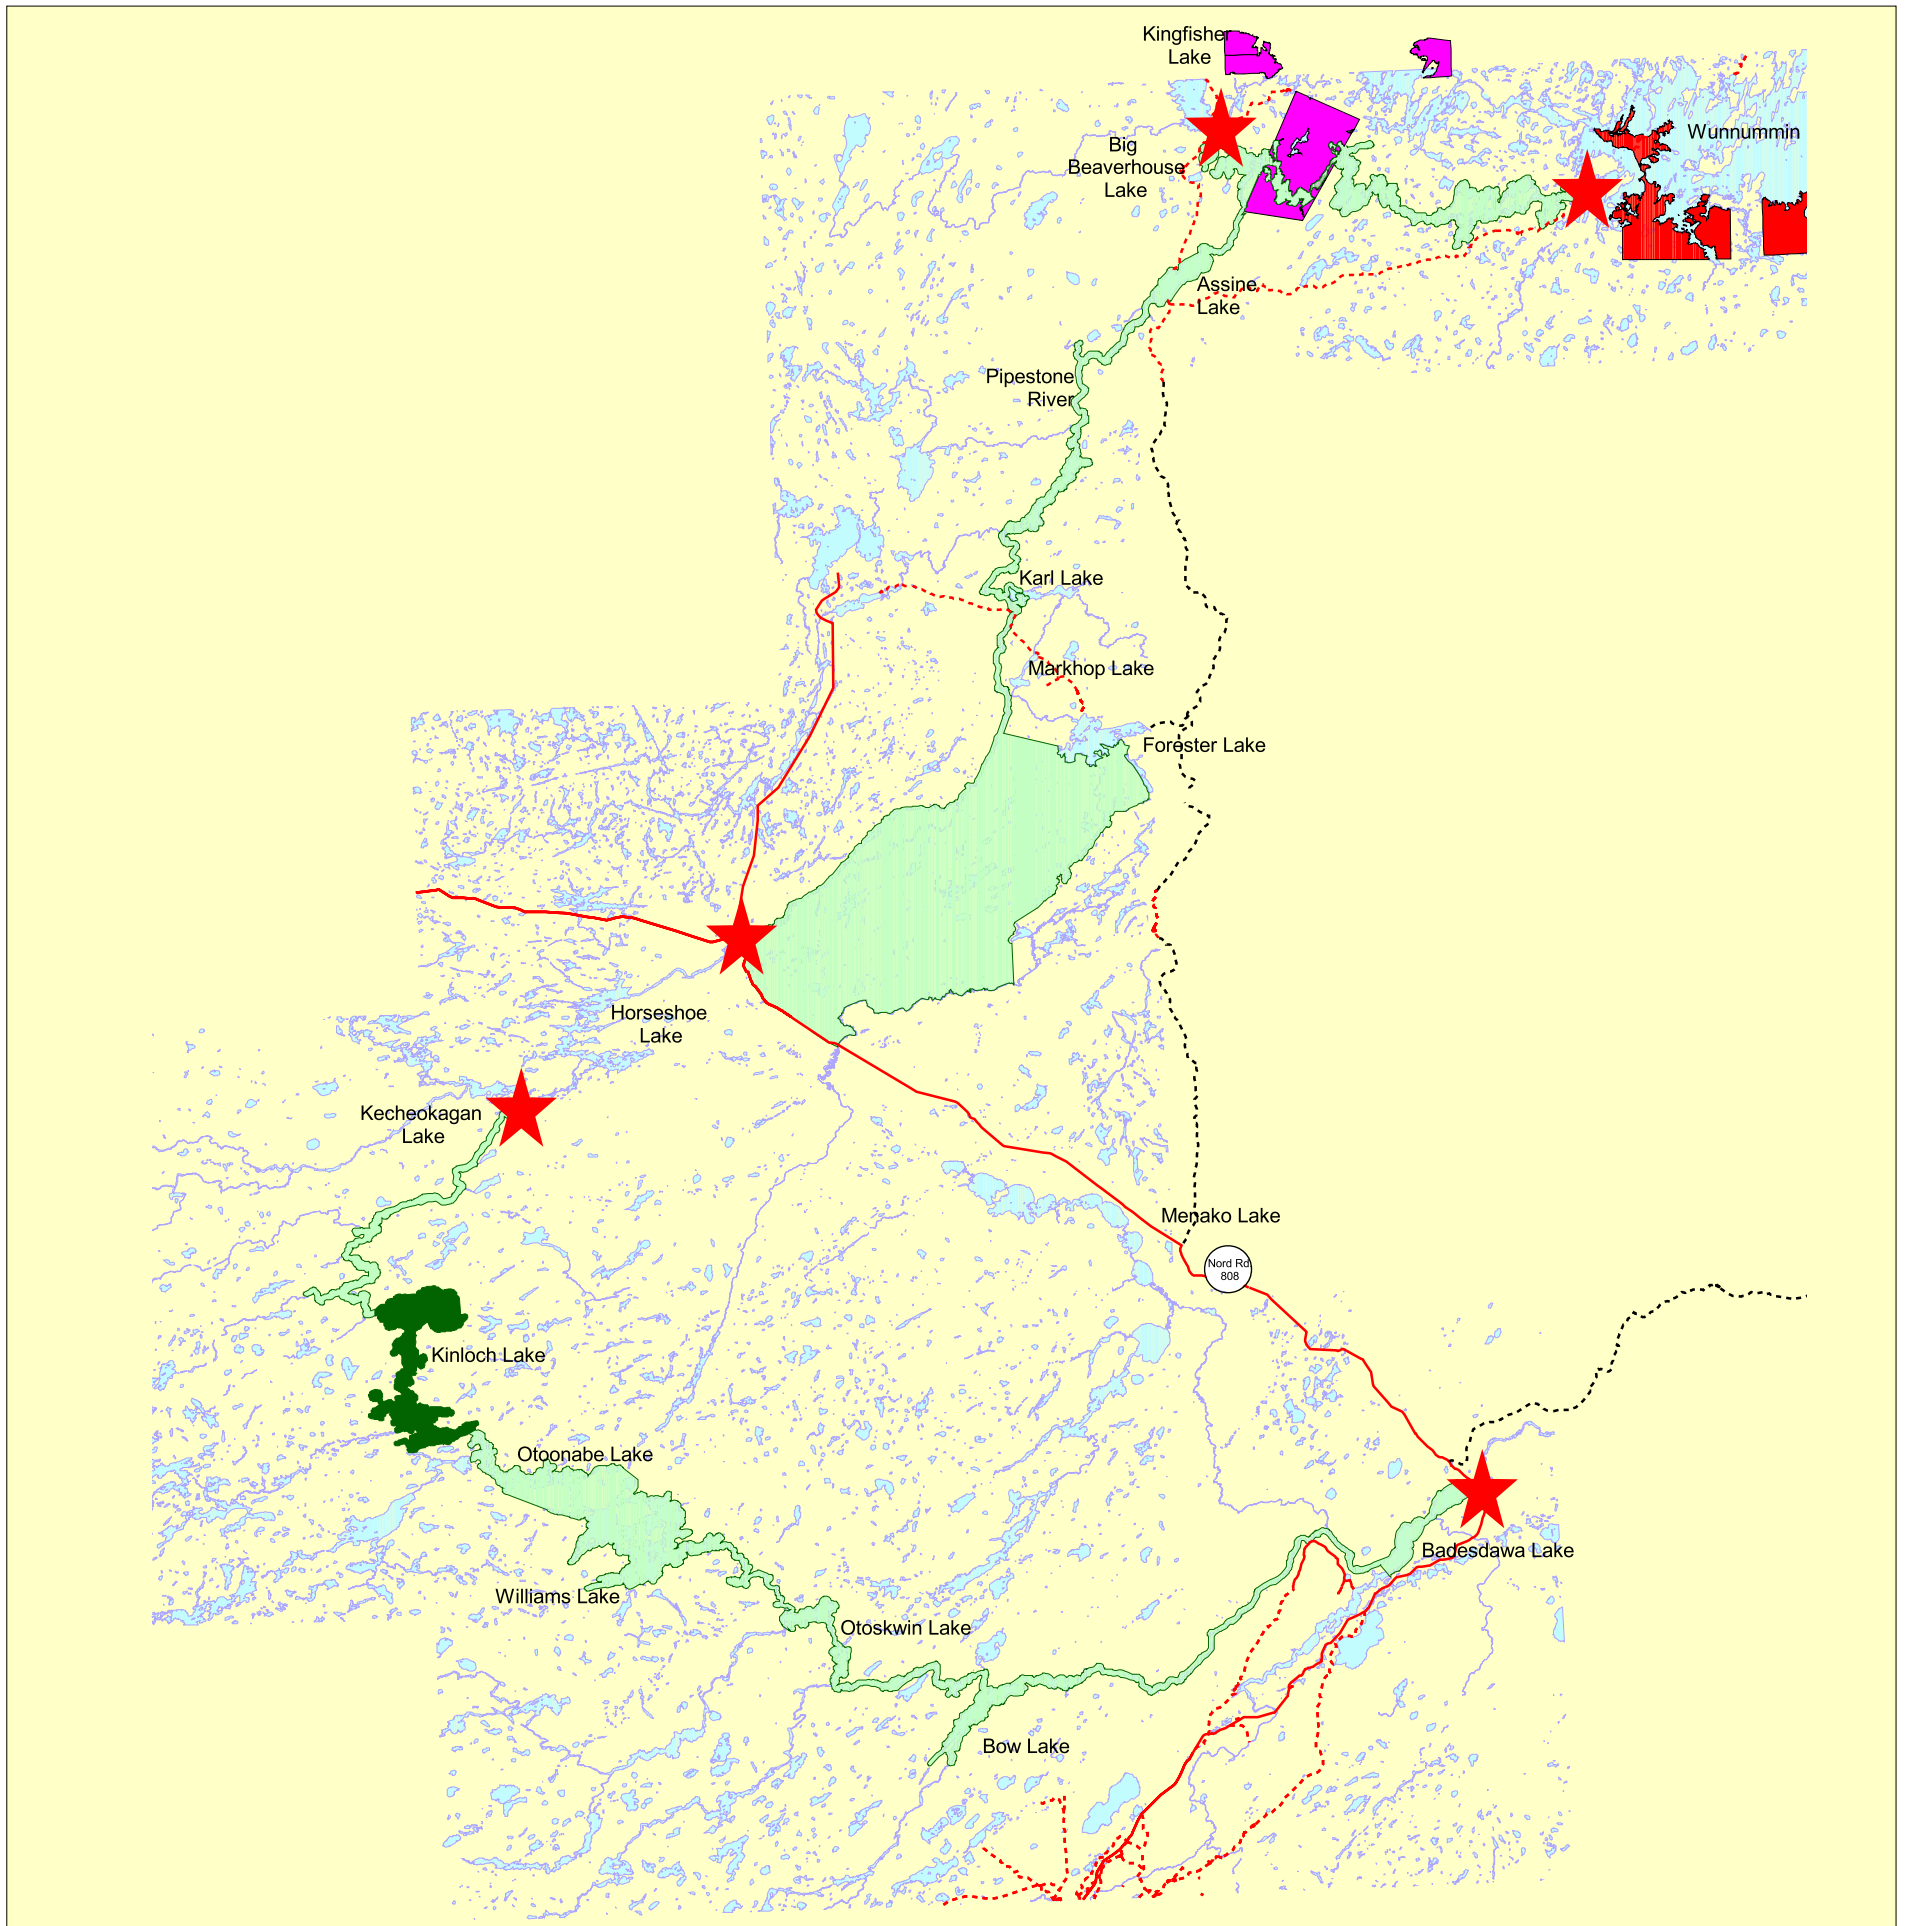 Kingfisher
Lake
Wunnummin
Big
Beaverhouse
Lake
Assine
Lake
Pipestone
River
Karl Lake
Markhop Lake
Forester Lake
Horseshoe
Lake
Kecheokagan
Lake
Menako Lake
Nord Rd.
808
Kinloch Lake
Otoonabe Lake
Badesdawa Lake
Williams Lake
Otoskwin Lake
Bow Lake